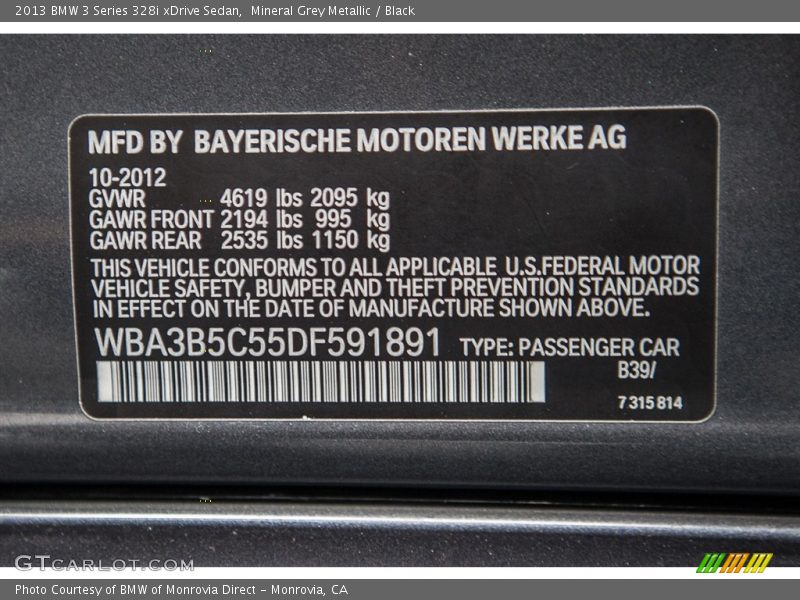 2013 BMW 3 Series 328i xDrive Sedan,  Mineral Grey Metallic / Black
MFD BY BAYERISCHE MOTOREN WERKE AG
10-2012
GVWR 4619 lbs 2095 kg
GAWR FRONT 2194 lbs 995 kg
GAWR REAR 2535 lbs 1150 kg
THIS VEHICLE CONFORMS TO ALL APPLICABLE U.S.FEDERAL MOTOR
VEHICLE SAFETY, BUMPER AND THEFT PREVENTION STANDARDS
IN EFFECT ON THE DATE OF MANUFACTURE SHOWN ABOVE.
WBA3B5C55DF591891 TYPE: PASSENGER CAR
B39/
7 315 814
GTcarlot.com
Photo Courtesy of BMW of Monrovia Direct - Monrovia, CA